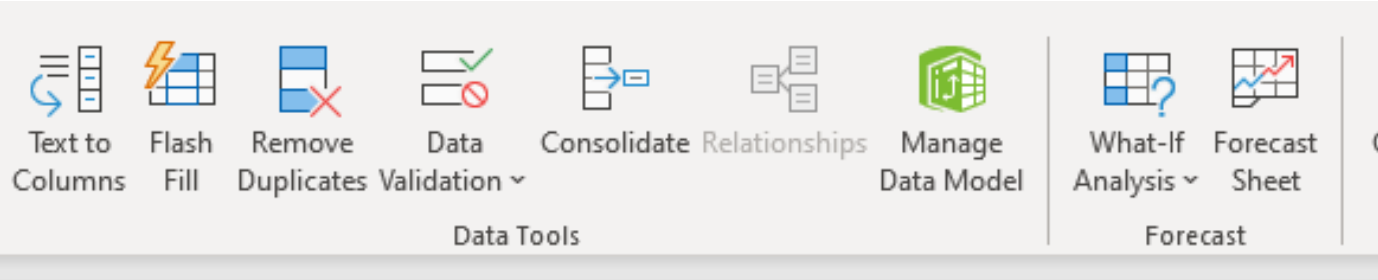 Text to Columns
Flash Fill
Remove Duplicates
Data Validation
Consolidate
Relationships
Manage Data Model
What-If Analysis
Forecast Sheet
Data Tools
Forecast